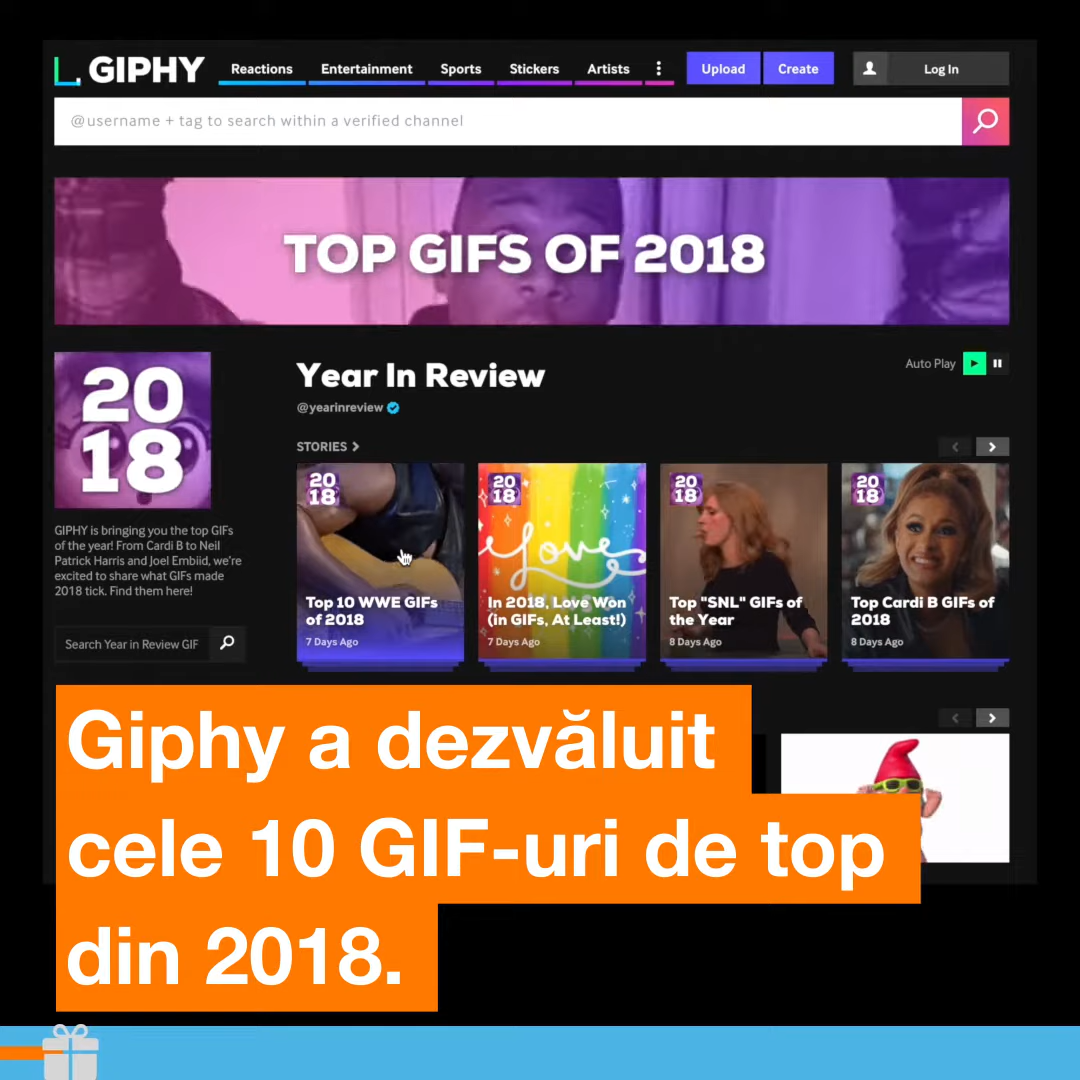 GIPHY
Reactions Entertainment Sports Stickers Artists Upload Create Log In
@username + tag to search within a verified channel
TOP GIFS OF 2018
20
18
Year In Review
@yearinreview
Auto Play
STORIES
GIPHY is bringing you the top GIFs
of the year! From Cardi B to Neil
Patrick Harris and Joel Embiid, we're
excited to share what GIFs made
2018 tick. Find them here!
Search Year in Review GIF
20
18
Top 10 WWE GIFs
of 2018
7 Days Ago
20
18
Love
In 2018, Love Won
(in GIFs, At Least!)
7 Days Ago
20
18
Top "SNL" GIFs of
the Year
8 Days Ago
20
18
Top Cardi B GIFs of
2018
8 Days Ago
Giphy a dezvăluit
cele 10 GIF-uri de top
din 2018.